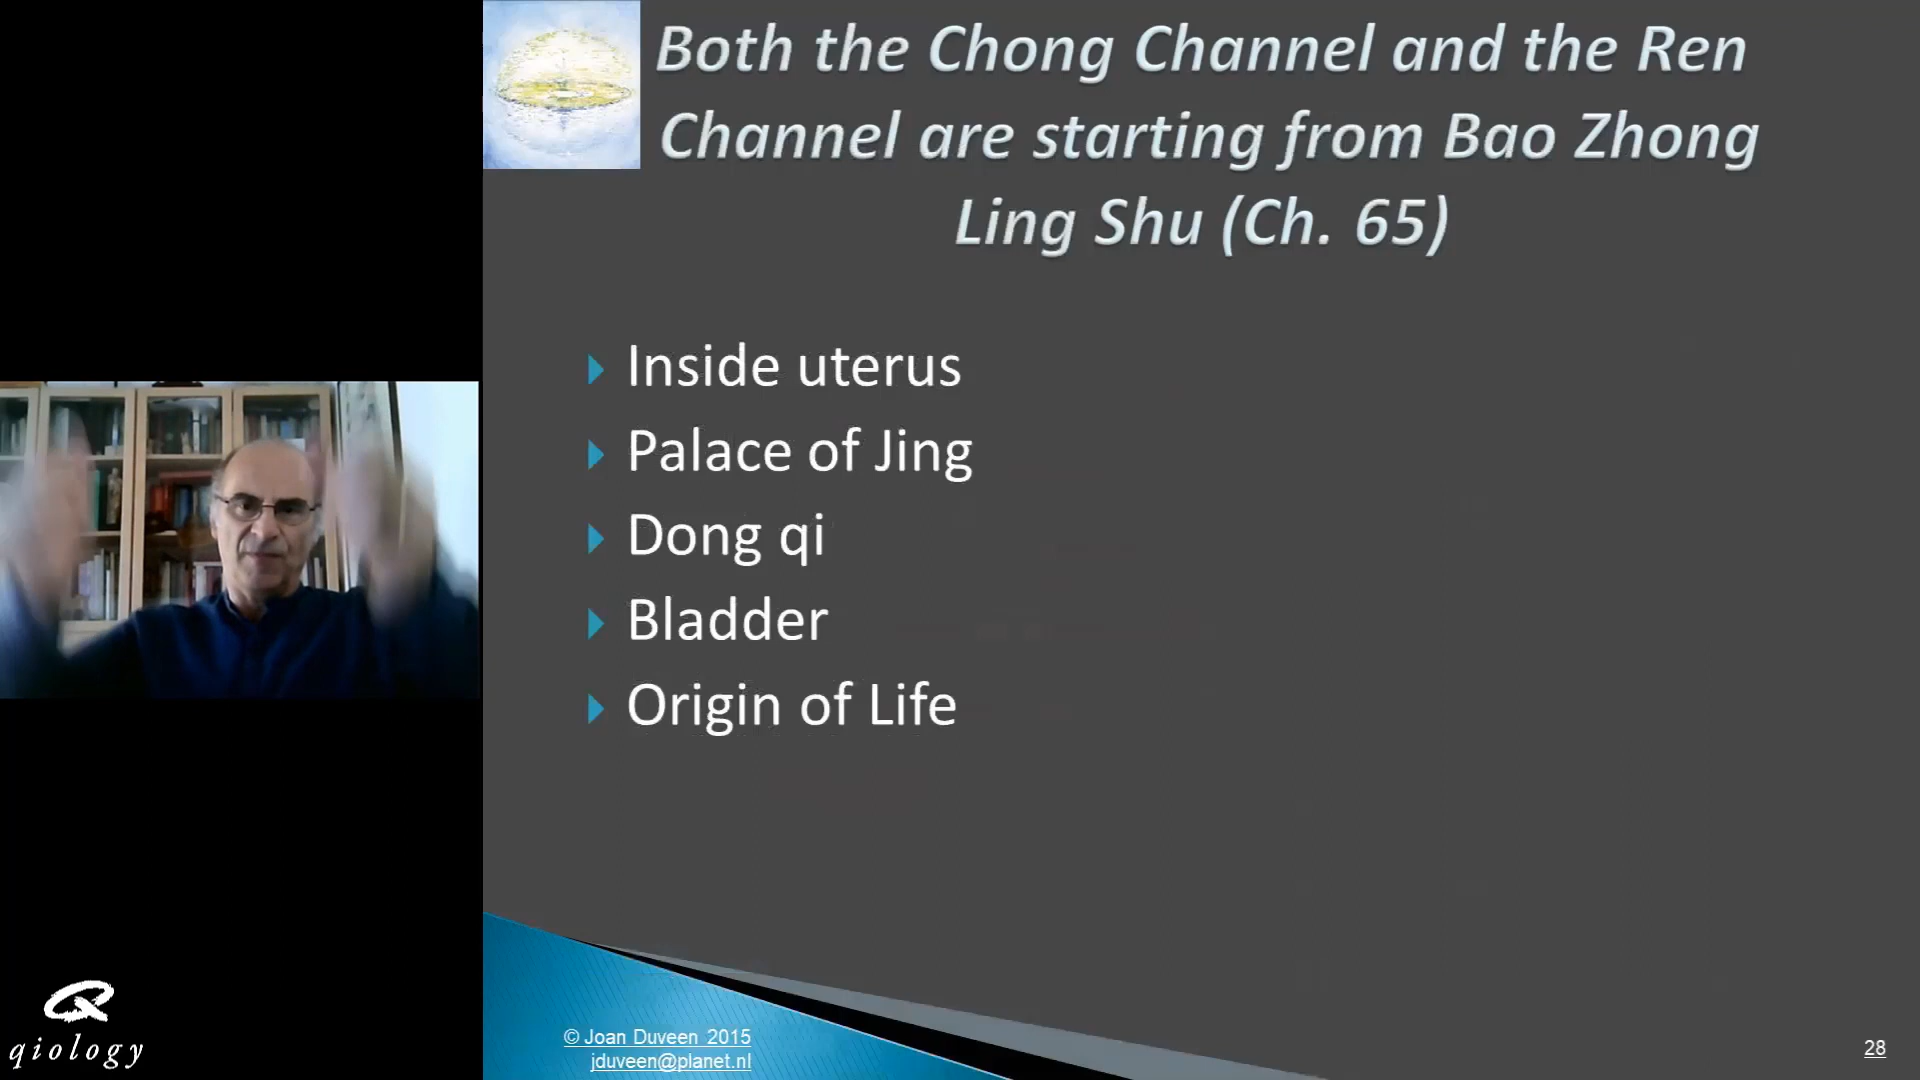 Both the Chong Channel and the Ren
Channel are starting from Bao Zhong
Ling Shu (Ch. 65)
Inside uterus
Palace of Jing
Dong qi
Bladder
Origin of Life
qiology
© Joan Duveen 2015
jduveen@planet.nl
28